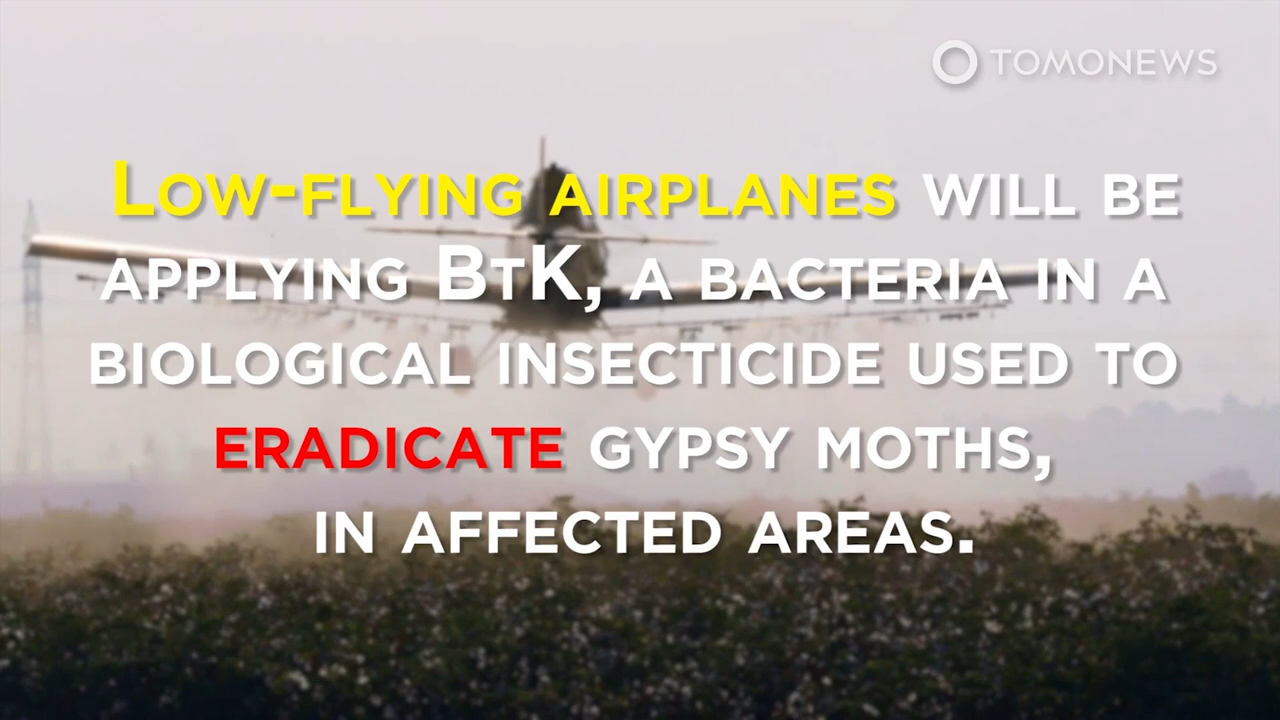 TOMONEWS
Low-flying airplanes will be
applying BtK, a bacteria in a
biological insecticide used to
eradicate gypsy moths,
in affected areas.